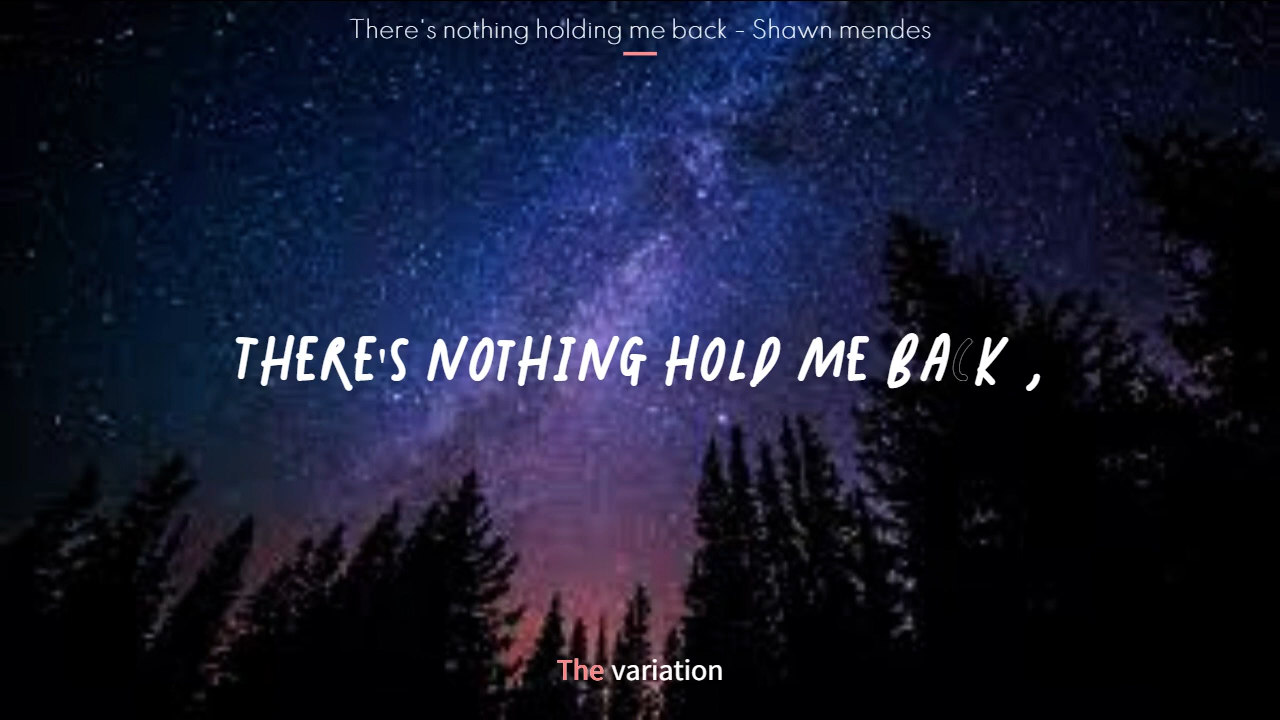 There's nothing holding me back - Shawn mendes
THERE'S NOTHING HOLD ME BACK ,
The variation